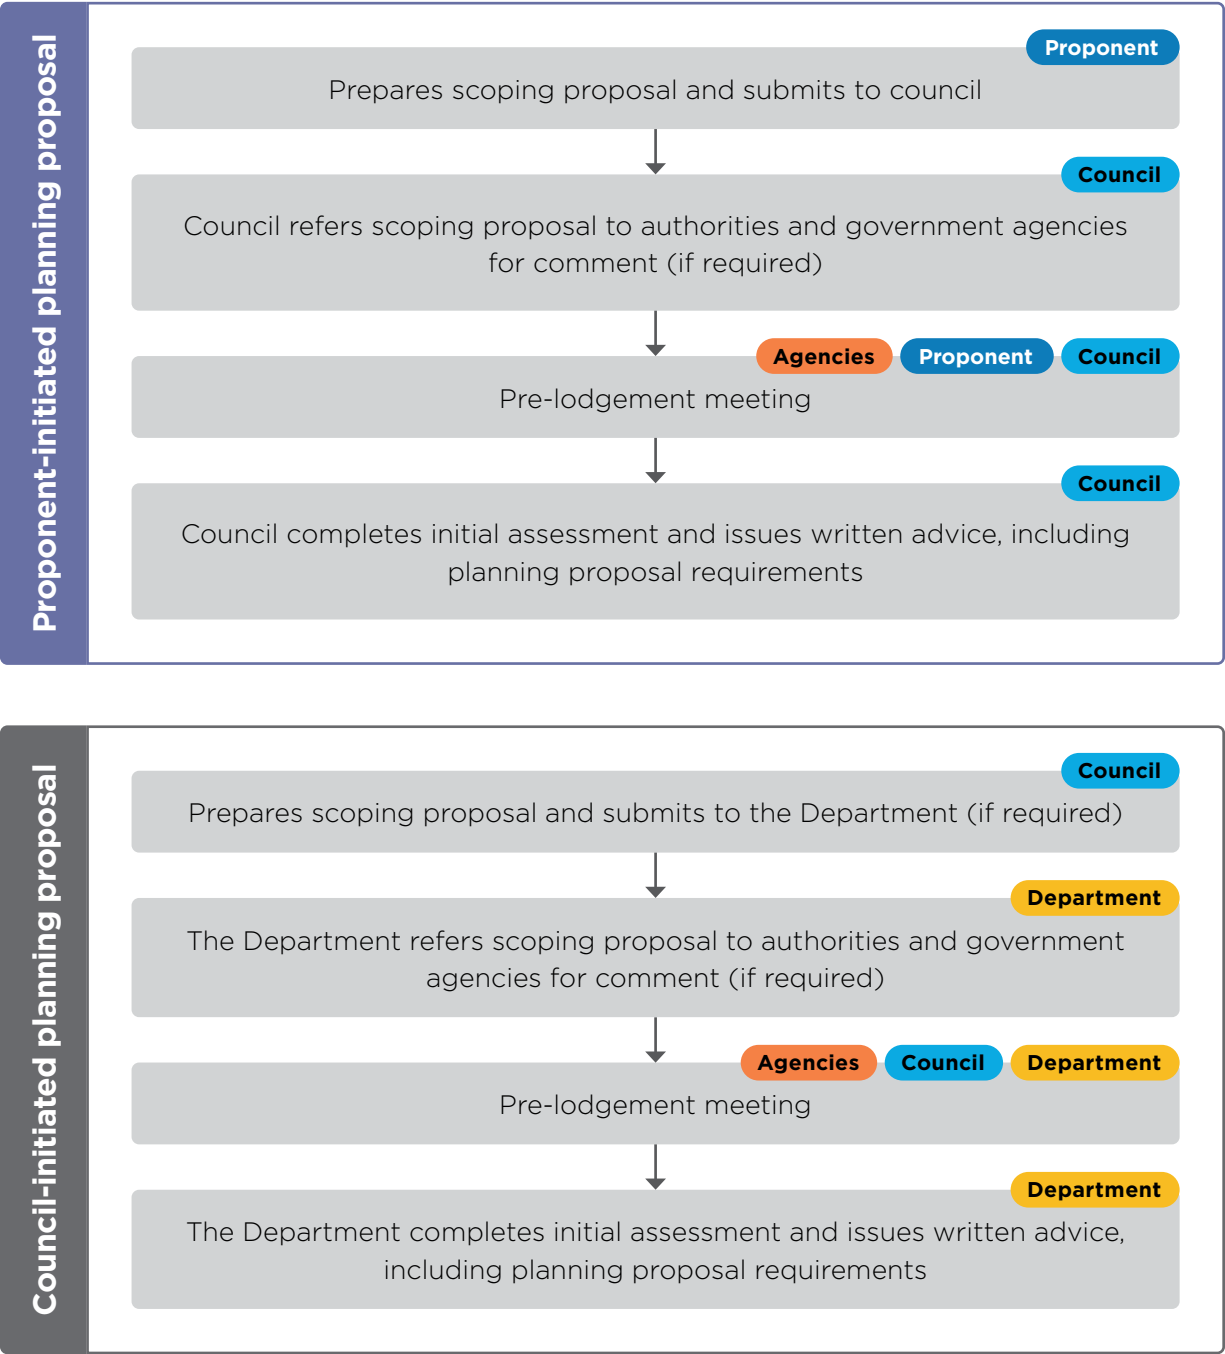 Proponent-initiated planning proposal
Proponent
Prepares scoping proposal and submits to council
Council
Council refers scoping proposal to authorities and government agencies
for comment (if required)
Agencies
Proponent
Council
Pre-lodgement meeting
Council
Council completes initial assessment and issues written advice, including
planning proposal requirements
Council-initiated planning proposal
Council
Prepares scoping proposal and submits to the Department (if required)
Department
The Department refers scoping proposal to authorities and government
agencies for comment (if required)
Agencies
Council
Department
Pre-lodgement meeting
Department
The Department completes initial assessment and issues written advice,
including planning proposal requirements